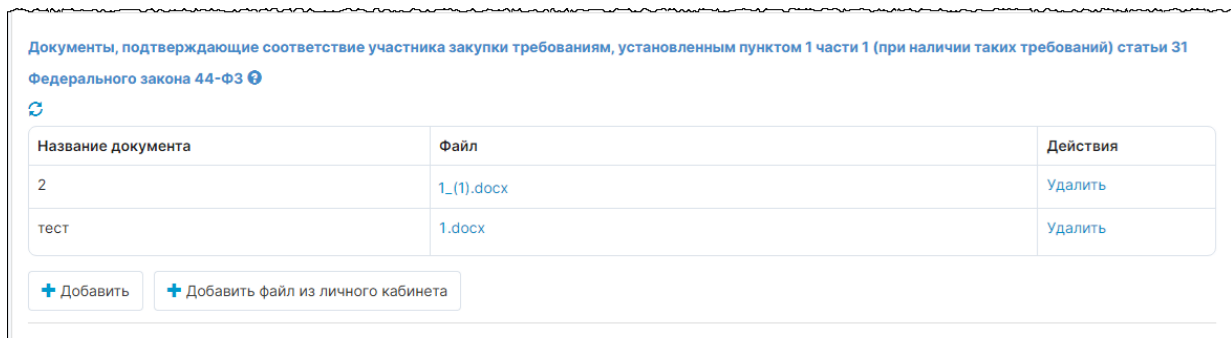 Документы, подтверждающие соответствие участника закупки требованиям, установленным пунктом 1 части 1 (при наличии таких требований) статьи 31
Федерального закона 44-ФЗ ?
Название документа Файл Действия
2 1_(1).docx Удалить
тест 1.docx Удалить
+ Добавить + Добавить файл из личного кабинета